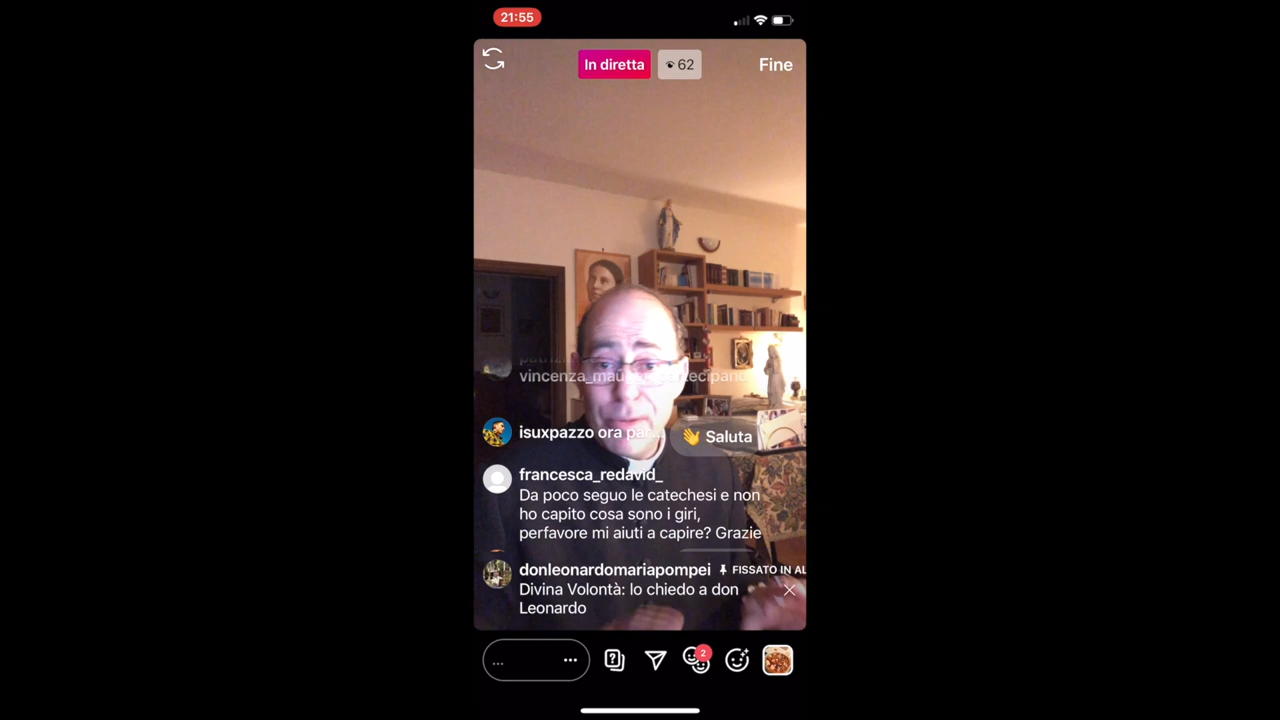 21:55
In diretta
62
Fine
isuxpazzo ora par...
Saluta
francesca_redavid_
Da poco seguo le catechesi e non
ho capito cosa sono i giri,
perfavore mi aiuti a capire? Grazie
donleonardomariapompei FISSATO IN AL
Divina Volontà: lo chiedo a don
Leonardo
...
2